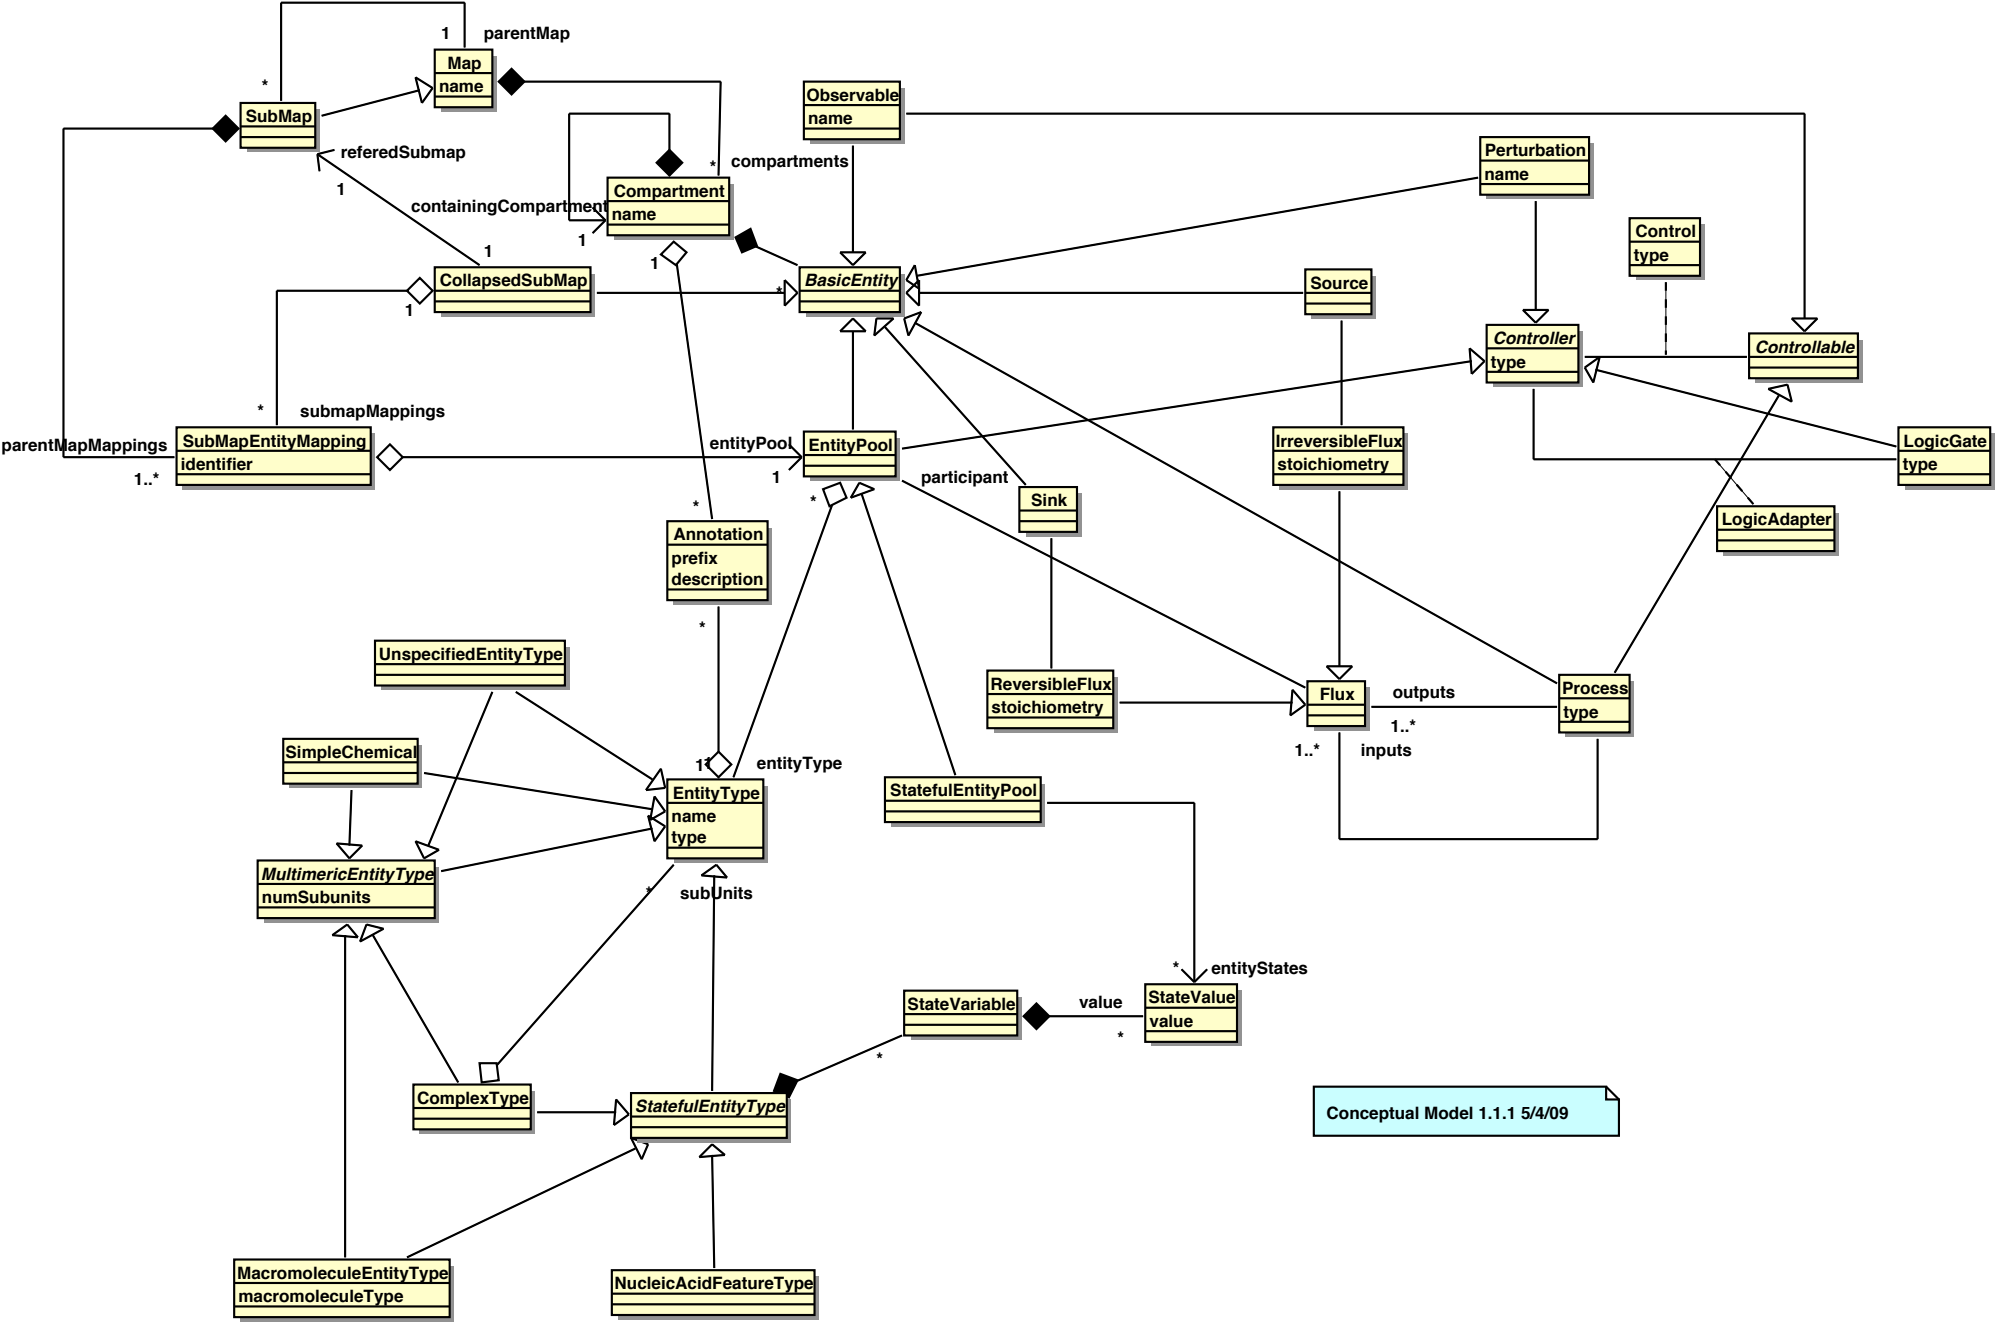 1
parentMap
Map
name
*
SubMap
Observable
name
referedSubmap
1
*
compartments
Perturbation
name
Compartment
name
containingCompartment
1
Control
type
1
1
CollapsedSubMap
1
*
BasicEntity
Source
Controller
type
Controllable
*
submapMappings
parentMapMappings
SubMapEntityMapping
identifier
1..*
entityPool
1
EntityPool
IrreversibleFlux
stoichiometry
LogicGate
type
participant
*
*
Sink
LogicAdapter
Annotation
prefix
description
*
UnspecifiedEntityType
ReversibleFlux
stoichiometry
Flux
outputs
1..*
Process
type
1..*
inputs
SimpleChemical
1
1
entityType
EntityType
name
type
StatefulEntityPool
MultimericEntityType
numSubunits
*
subUnits
*
entityStates
StateVariable
value
*
StateValue
value
*
ComplexType
StatefulEntityType
Conceptual Model 1.1.1 5/4/09
MacromoleculeEntityType
macromoleculeType
NucleicAcidFeatureType